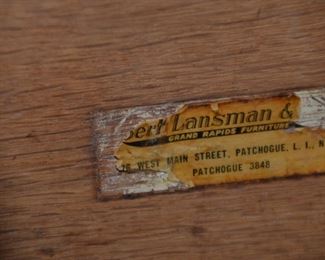 bert Lansman &
GRAND RAPIDS FURNITURE
WEST MAIN STREET, PATCHOGUE, L. I., N
PATCHOGUE 3848